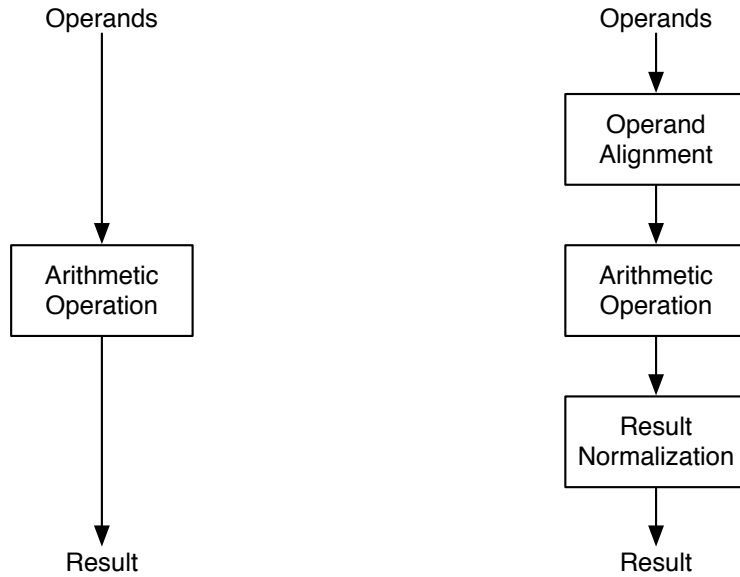 Operands
Arithmetic
Operation
Result
Operands
Operand
Alignment
Arithmetic
Operation
Result
Normalization
Result